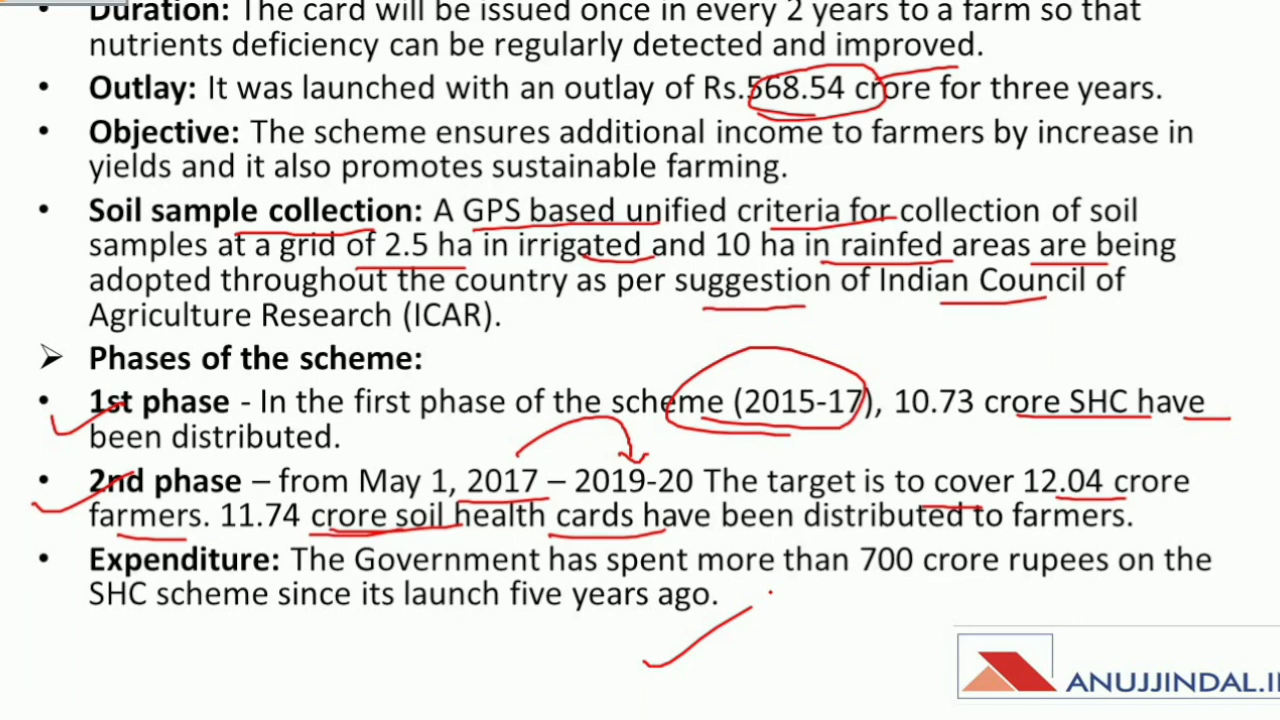 • Duration: The card will be issued once in every 2 years to a farm so that
nutrients deficiency can be regularly detected and improved.
• Outlay: It was launched with an outlay of Rs.568.54 crore for three years.
• Objective: The scheme ensures additional income to farmers by increase in
yields and it also promotes sustainable farming.
• Soil sample collection: A GPS based unified criteria for collection of soil
samples at a grid of 2.5 ha in irrigated and 10 ha in rainfed areas are being
adopted throughout the country as per suggestion of Indian Council of
Agriculture Research (ICAR).
➢ Phases of the scheme:
• 1st phase - In the first phase of the scheme (2015-17), 10.73 crore SHC have
been distributed.
• 2nd phase – from May 1, 2017 – 2019-20 The target is to cover 12.04 crore
farmers. 11.74 crore soil health cards have been distributed to farmers.
• Expenditure: The Government has spent more than 700 crore rupees on the
SHC scheme since its launch five years ago.
ANUJJINDAL.I